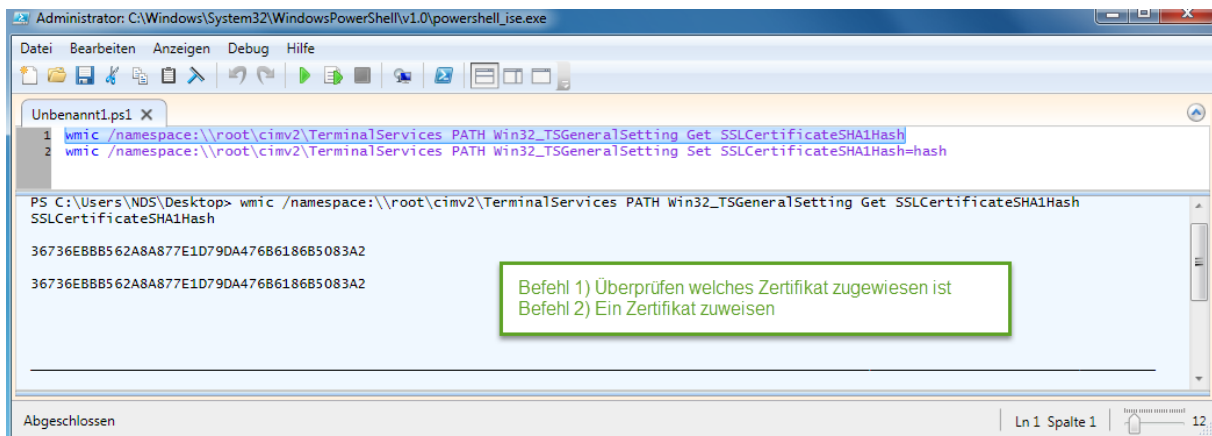 Administrator: C:\Windows\System32\WindowsPowerShell\v1.0\powershell_ise.exe
Datei Bearbeiten Anzeigen Debug Hilfe
Unbenannt1.ps1 X
1 wmic /namespace:\\root\cimv2\TerminalServices PATH Win32_TSGeneralSetting Get SSLCertificateSHA1Hash
2 wmic /namespace:\\root\cimv2\TerminalServices PATH Win32_TSGeneralSetting Set SSLCertificateSHA1Hash=hash
PS C:\Users\NDS\Desktop> wmic /namespace:\\root\cimv2\TerminalServices PATH Win32_TSGeneralSetting Get SSLCertificateSHA1Hash
SSLCertificateSHA1Hash
36736EBBB562A8A877E1D79DA476B6186B5083A2
36736EBBB562A8A877E1D79DA476B6186B5083A2
Befehl 1) Überprüfen welches Zertifikat zugewiesen ist
Befehl 2) Ein Zertifikat zuweisen
Abgeschlossen
Ln 1 Spalte 1
12